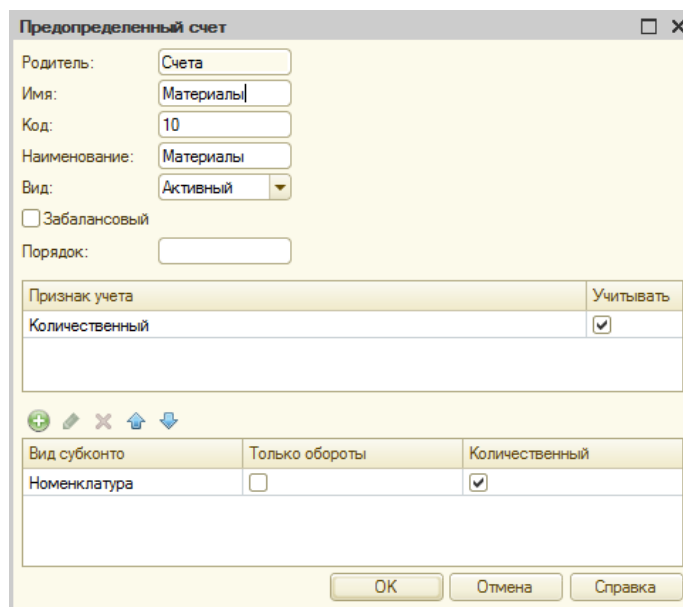 Предопределенный счет
Родитель: Счета
Имя: Материалы
Код: 10
Наименование: Материалы
Вид: Активный
Забалансовый
Порядок:
Признак учета Учитывать
Количественный
Вид субконто Только обороты Количественный
Номенклатура
OK Отмена Справка